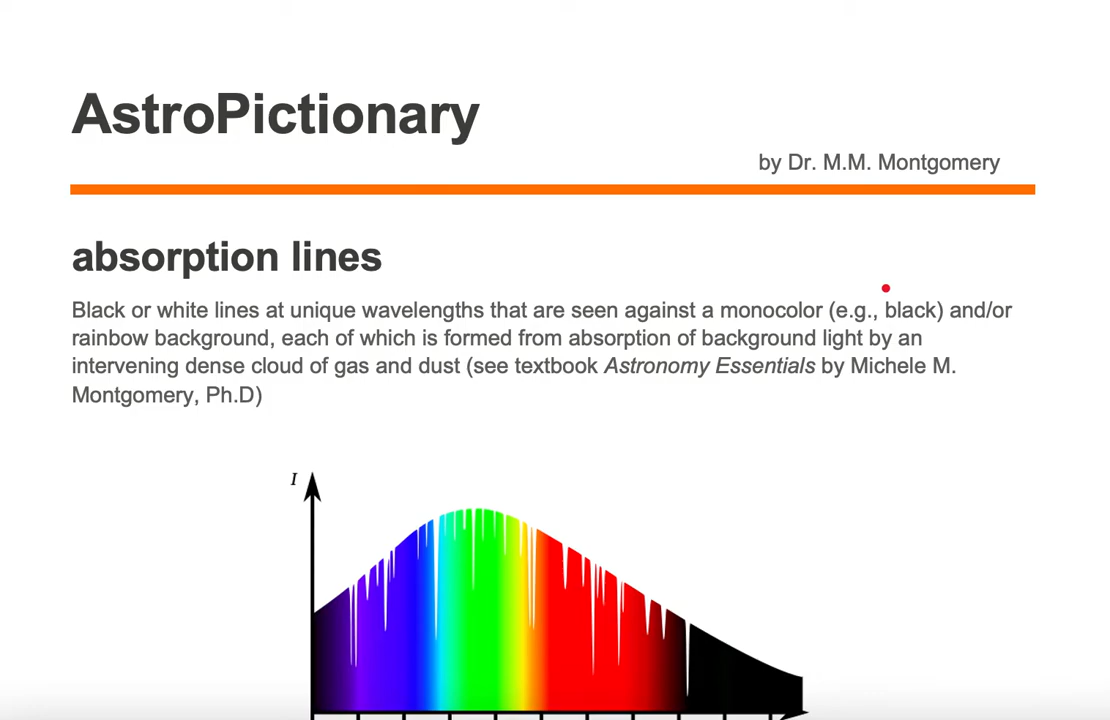 AstroPictionary
by Dr. M.M. Montgomery
absorption lines
Black or white lines at unique wavelengths that are seen against a monocolor (e.g., black) and/or
rainbow background, each of which is formed from absorption of background light by an
intervening dense cloud of gas and dust (see textbook Astronomy Essentials by Michele M.
Montgomery, Ph.D)
I